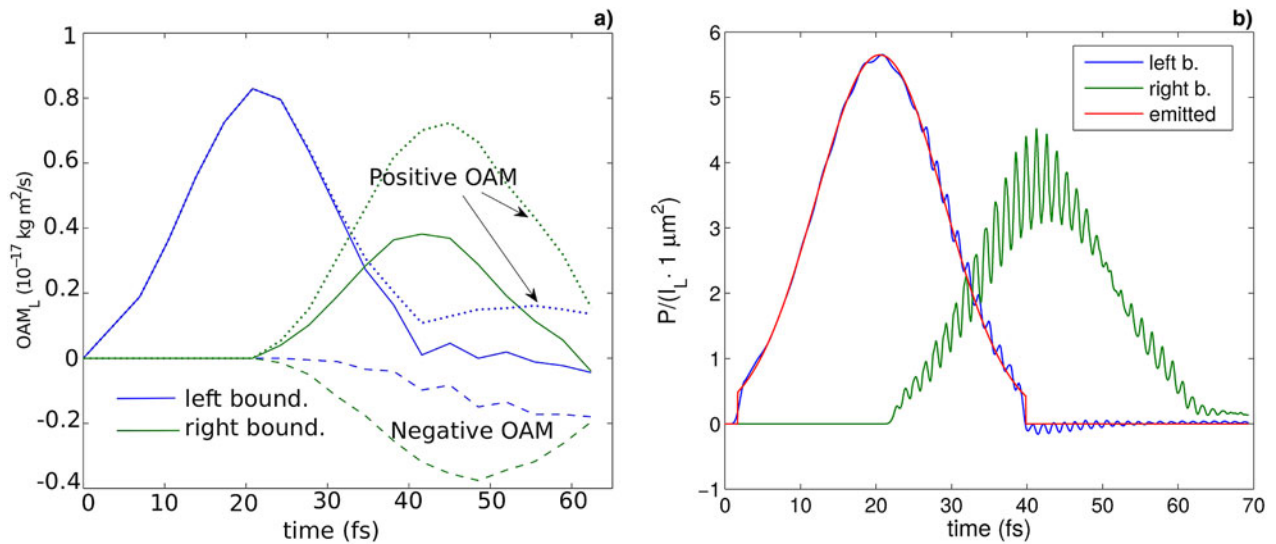 a)
1
0.8
0.6
0.4
0.2
0
-0.2
-0.4
OAM_L (10⁻¹⁷ kg m²/s)
Positive OAM
left bound.
right bound.
Negative OAM
0 10 20 30 40 50 60
time (fs)
b)
6
5
4
3
2
1
0
−1
P/(I_L · 1 μm²)
left b.
right b.
emitted
0 10 20 30 40 50 60 70
time (fs)